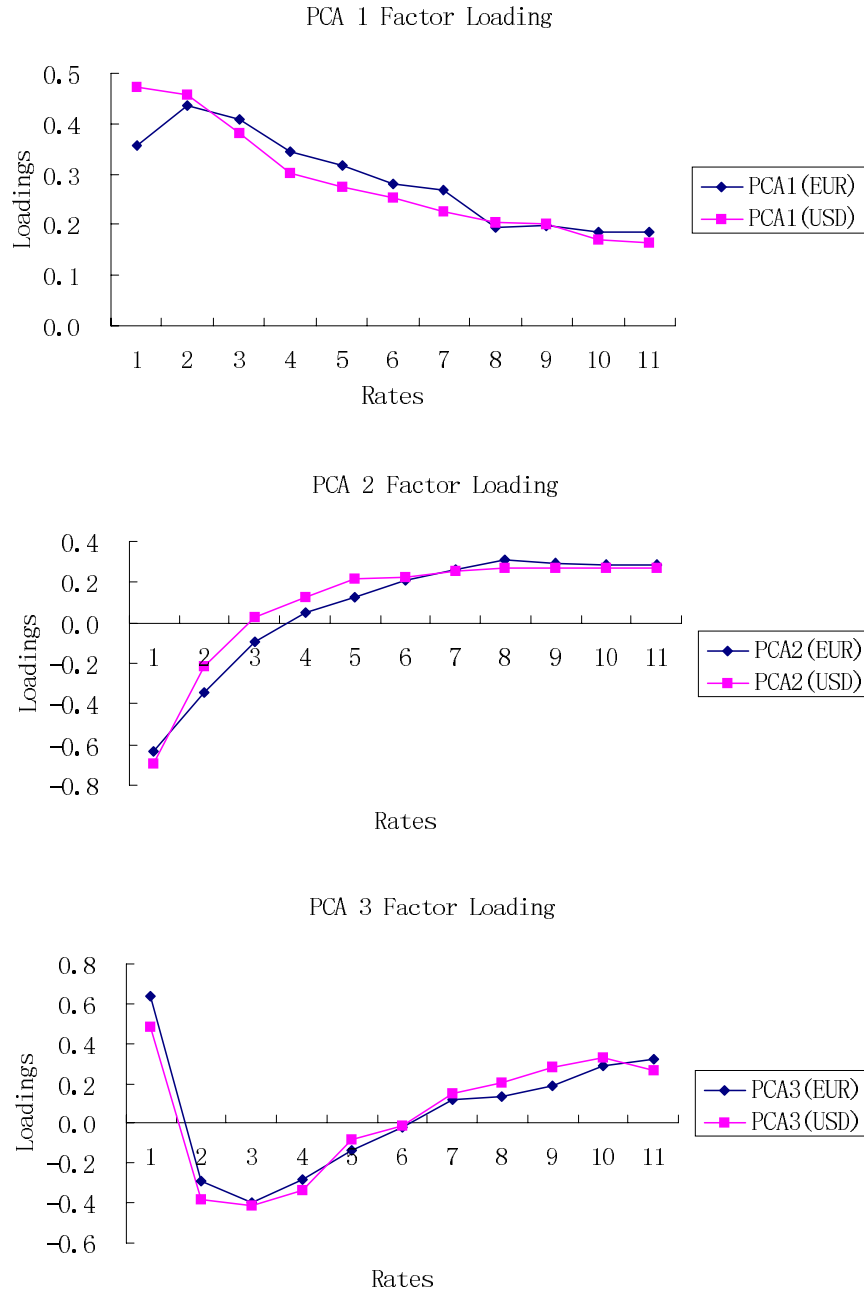 PCA 1 Factor Loading
0.5
0.4
0.3
0.2
0.1
0.0
Loadings
1 2 3 4 5 6 7 8 9 10 11
Rates
PCA1(EUR)
PCA1(USD)
PCA 2 Factor Loading
0.4
0.2
0.0
-0.2
-0.4
-0.6
-0.8
Loadings
1 2 3 4 5 6 7 8 9 10 11
Rates
PCA2(EUR)
PCA2(USD)
PCA 3 Factor Loading
0.8
0.6
0.4
0.2
0.0
-0.2
-0.4
-0.6
Loadings
1 2 3 4 5 6 7 8 9 10 11
Rates
PCA3(EUR)
PCA3(USD)